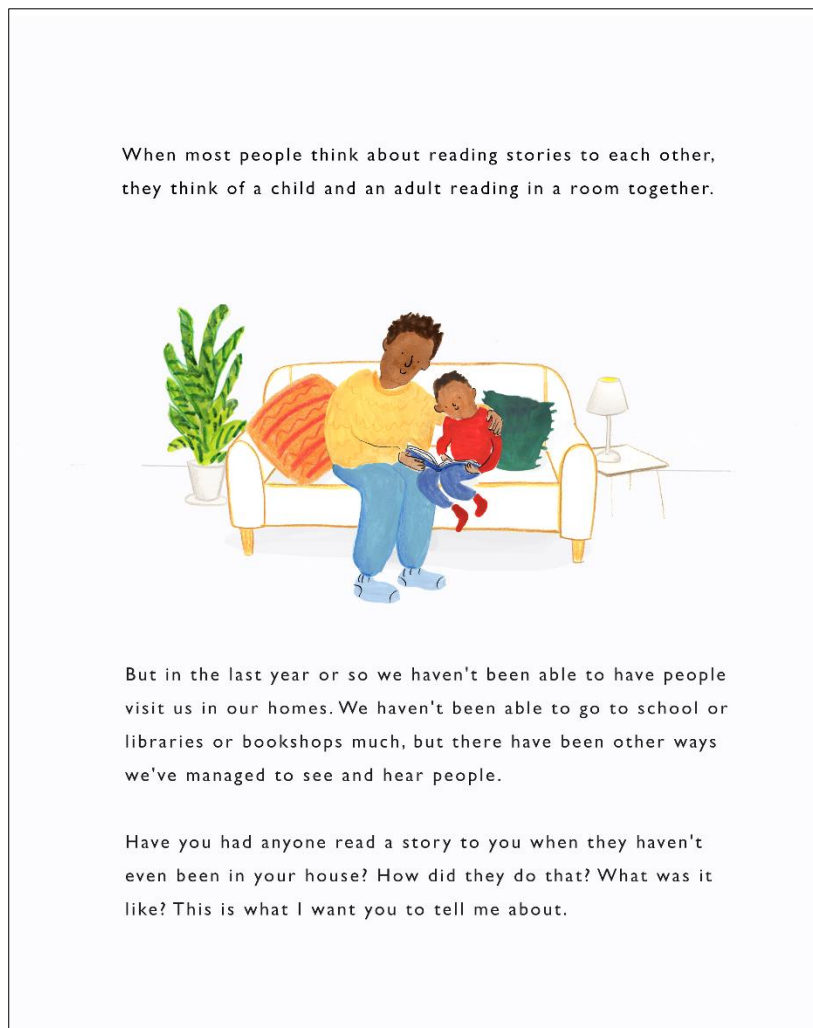 When most people think about reading stories to each other,
they think of a child and an adult reading in a room together.
But in the last year or so we haven't been able to have people
visit us in our homes. We haven't been able to go to school or
libraries or bookshops much, but there have been other ways
we've managed to see and hear people.
Have you had anyone read a story to you when they haven't
even been in your house? How did they do that? What was it
like? This is what I want you to tell me about.